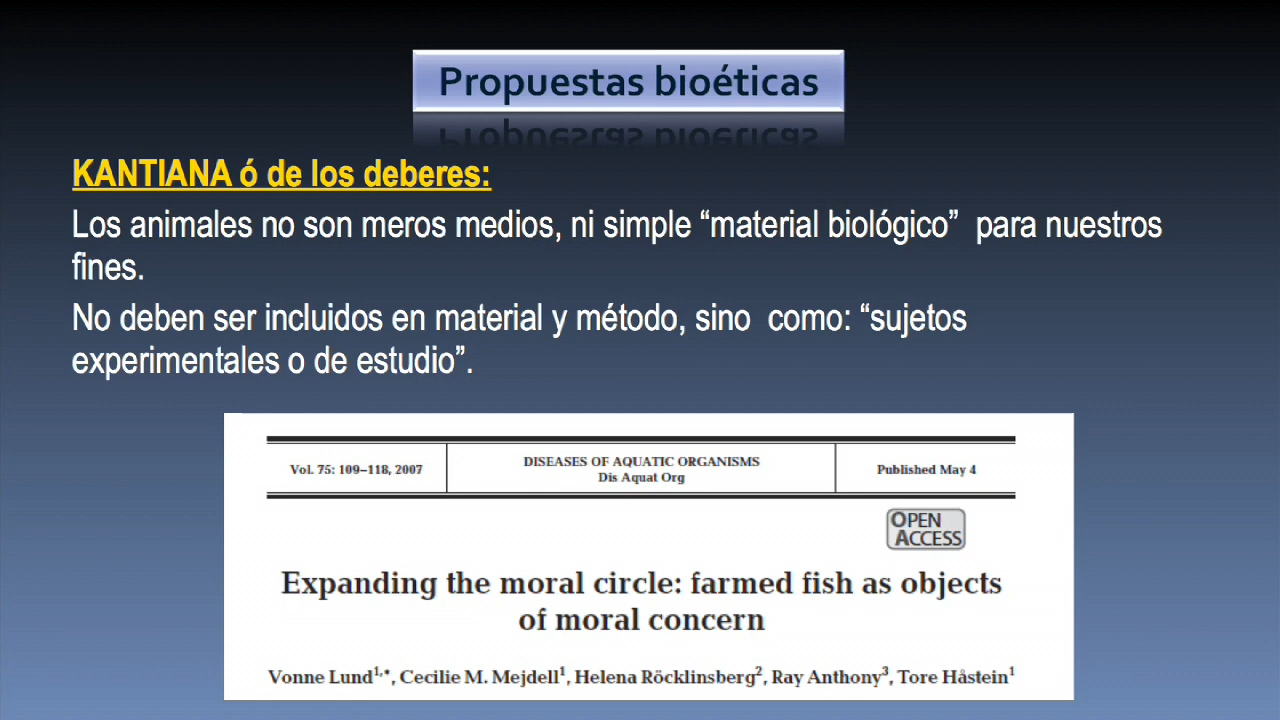 Propuestas bioéticas
KANTIANA ó de los deberes:
Los animales no son meros medios, ni simple “material biológico”  para nuestros
fines.
No deben ser incluidos en material y método, sino  como: “sujetos
experimentales o de estudio”.
Vol. 75: 109–118, 2007
DISEASES OF AQUATIC ORGANISMS
Dis Aquat Org
Published May 4
OPEN
ACCESS
Expanding the moral circle: farmed fish as objects
of moral concern
Vonne Lund1,*, Cecilie M. Mejdell1, Helena Röcklinsberg2, Ray Anthony3, Tore Håstein1